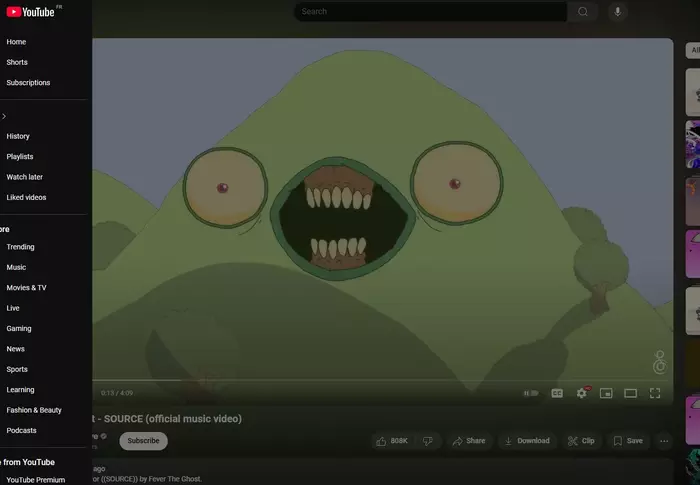 YouTube FR
Search
Home
Shorts
Subscriptions
History
Playlists
Watch later
Liked videos
ore
Trending
Music
Movies & TV
Live
Gaming
News
Sports
Learning
Fashion & Beauty
Podcasts
e from YouTube
YouTube Premium
All
0:13 / 4:09
CC
t - SOURCE (official music video)
Subscribe
808K
Share
Download
Clip
Save
ago
or ((SOURCE)) by Fever The Ghost.